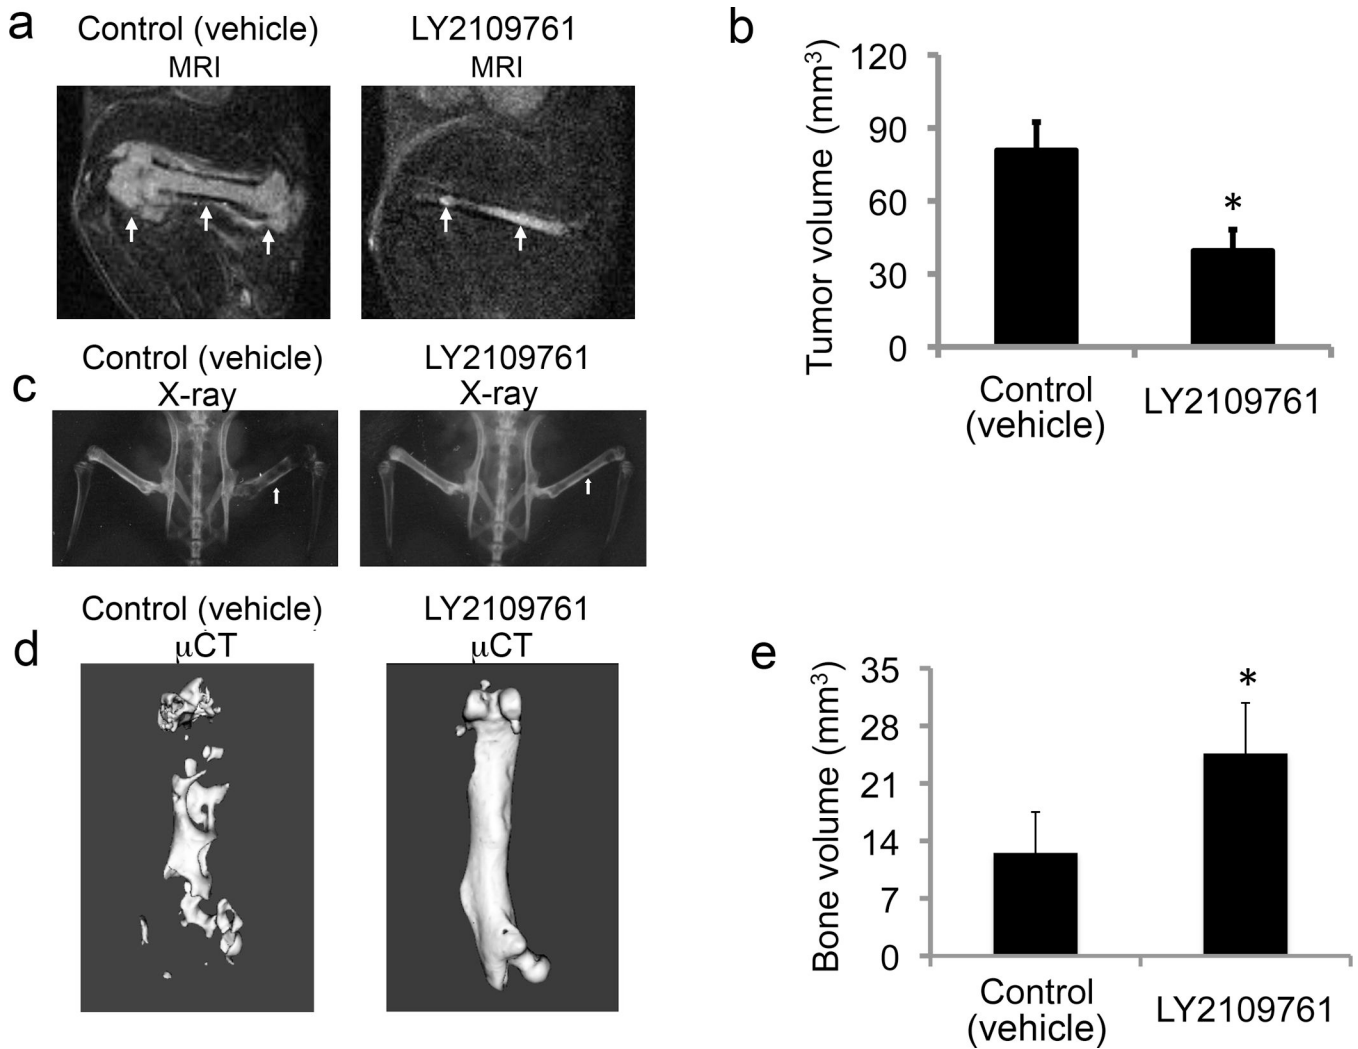 a
Control (vehicle)
MRI
LY2109761
MRI
b
Tumor volume (mm³)
120
90
60
30
0
*
Control
(vehicle)
LY2109761
c
Control (vehicle)
X-ray
LY2109761
X-ray
d
Control (vehicle)
µCT
LY2109761
µCT
e
Bone volume (mm³)
35
28
21
14
7
0
*
Control
(vehicle)
LY2109761